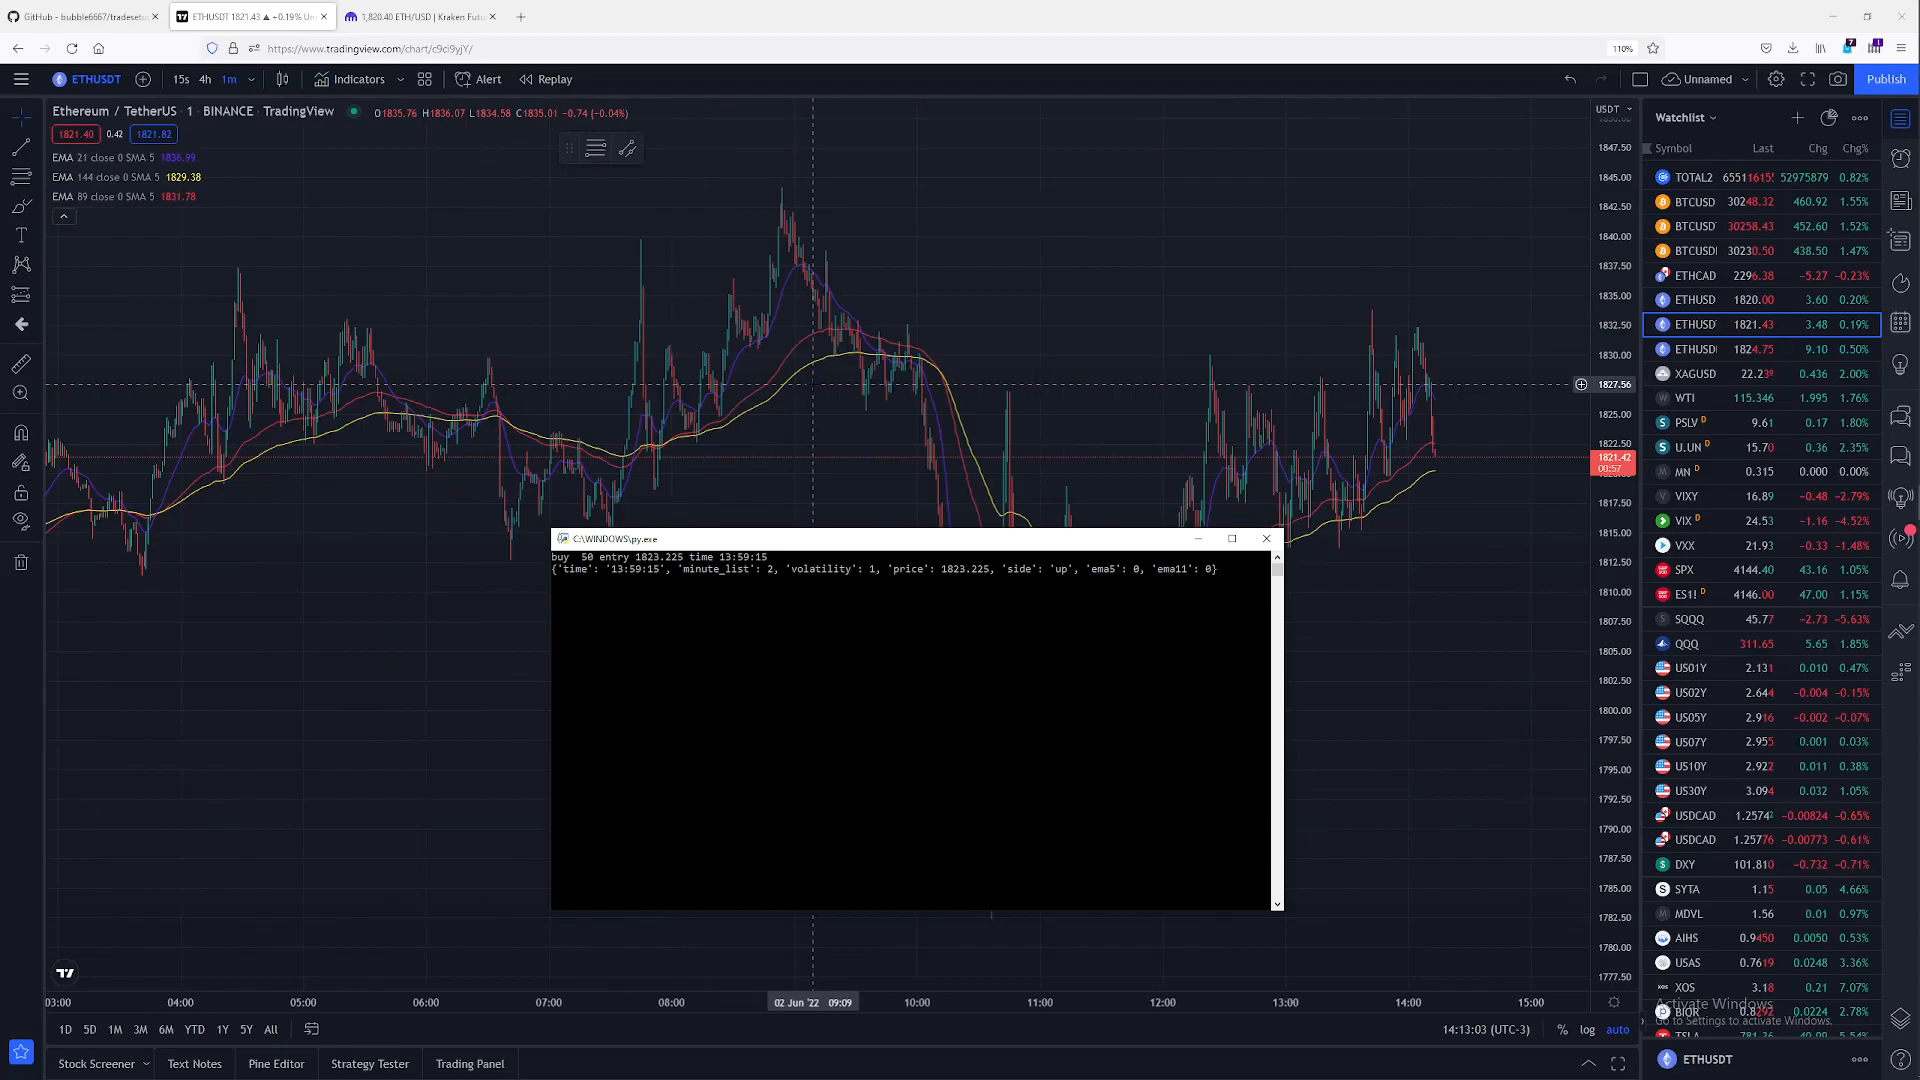 GitHub - bubble6667/tradesetu
ETHUSDT 1821.43 ▲ +0.19% Un
1,820.40 ETH/USD | Kraken Futu
https://www.tradingview.com/chart/c9ci9yjY/
110%
ETHUSDT
15s 4h 1m
Indicators
Alert
Replay
Unnamed
Publish
Ethereum / TetherUS · 1 · BINANCE · TradingView
O1835.76 H1836.07 L1834.58 C1835.01 −0.74 (−0.04%)
1821.40 0.42 1821.82
EMA 21 close 0 SMA 5 1836.99
EMA 144 close 0 SMA 5 1829.38
EMA 89 close 0 SMA 5 1831.78
USDT
1847.50
1845.00
1842.50
1840.00
1837.50
1835.00
1832.50
1830.00
1827.56
1825.00
1822.50
1821.42
00:57
1817.50
1815.00
1812.50
1810.00
1807.50
1805.00
1802.50
1800.00
1797.50
1795.00
1792.50
1790.00
1787.50
1785.00
1782.50
1780.00
1777.50
C:\WINDOWS\py.exe
buy  50 entry 1823.225 time 13:59:15
{'time': '13:59:15', 'minute_list': 2, 'volatility': 1, 'price': 1823.225, 'side': 'up', 'ema5': 0, 'ema11': 0}
03:00 04:00 05:00 06:00 07:00 08:00 02 Jun '22 09:09 10:00 11:00 12:00 13:00 14:00 15:00
1D 5D 1M 3M 6M YTD 1Y 5Y All
14:13:03 (UTC-3) % log auto
Stock Screener Text Notes Pine Editor Strategy Tester Trading Panel
Watchlist
Symbol Last Chg Chg%
TOTAL2 52975879 0.82%
BTCUSD 30248.32 460.92 1.55%
BTCUSD 30258.43 452.60 1.52%
BTCUSD 30230.50 438.50 1.47%
ETHCAD 2296.38 −5.27 −0.23%
ETHUSD 1820.00 3.60 0.20%
ETHUSD 1821.43 3.48 0.19%
ETHUSD 1824.75 9.10 0.50%
XAGUSD 22.239 0.436 2.00%
WTI 115.346 1.995 1.76%
PSLV D 9.61 0.17 1.80%
U.UN D 15.70 0.36 2.35%
MN D 0.315 0.000 0.00%
VIXY 16.89 −0.48 −2.79%
VIX D 24.53 −1.16 −4.52%
VXX 21.93 −0.33 −1.48%
SPX 4144.40 43.16 1.05%
ES1! D 4146.00 47.00 1.15%
SQQQ 45.77 −2.73 −5.63%
QQQ 311.65 5.65 1.85%
US01Y 2.131 0.010 0.47%
US02Y 2.644 −0.004 −0.15%
US05Y 2.916 −0.002 −0.07%
US07Y 2.955 0.001 0.03%
US10Y 2.922 0.011 0.38%
US30Y 3.094 0.032 1.05%
USDCAD 1.25742 −0.00824 −0.65%
USDCAD 1.25776 −0.00773 −0.61%
DXY 101.810 −0.732 −0.71%
SYTA 1.15 0.05 4.66%
MDVL 1.56 0.01 0.97%
AIHS 0.9450 0.0050 0.53%
USAS 0.7619 0.0248 3.36%
XOS 3.18 0.21 7.07%
Activate Windows
BIOR 0.8292 0.0224 2.78%
Go to Settings to activate Windows.
ETHUSDT